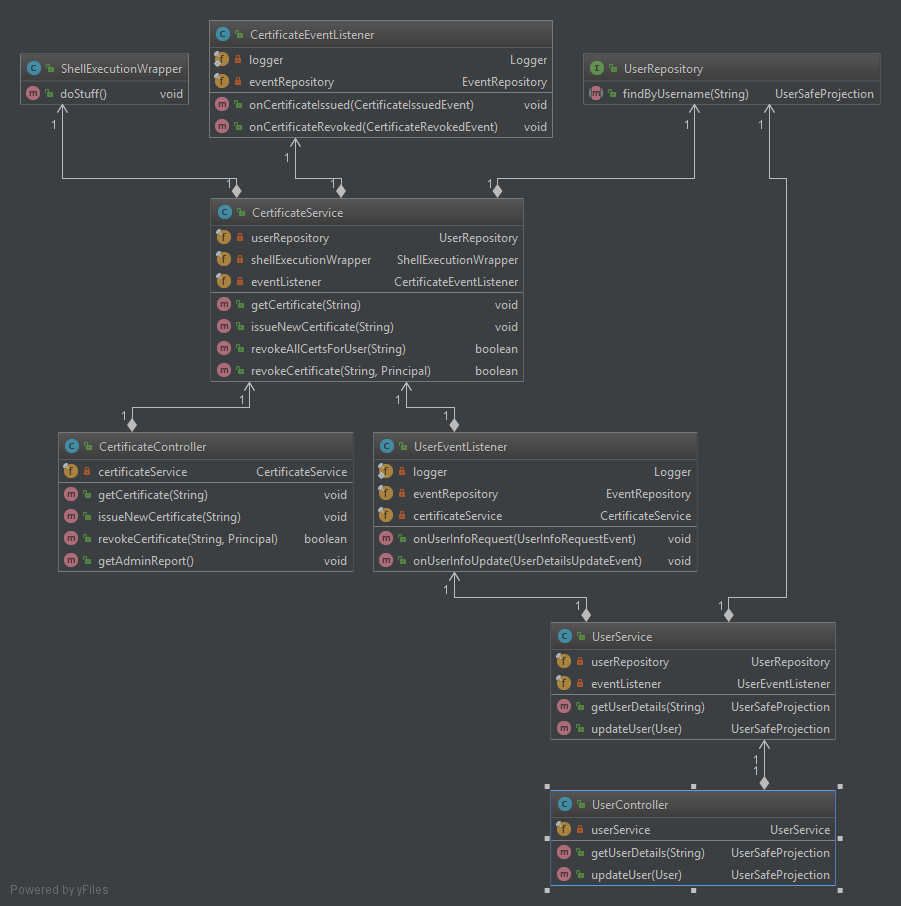 CertificateEventListener
logger Logger
eventRepository EventRepository
onCertificateIssued(CertificateIssuedEvent) void
onCertificateRevoked(CertificateRevokedEvent) void
ShellExecutionWrapper
doStuff() void
UserRepository
findByUsername(String) UserSafeProjection
1
1
1
1
1
1
1
CertificateService
userRepository UserRepository
shellExecutionWrapper ShellExecutionWrapper
eventListener CertificateEventListener
getCertificate(String) void
issueNewCertificate(String) void
revokeAllCertsForUser(String) boolean
revokeCertificate(String, Principal) boolean
1
1
1
1
CertificateController
certificateService CertificateService
getCertificate(String) void
issueNewCertificate(String) void
revokeCertificate(String, Principal) boolean
getAdminReport() void
UserEventListener
logger Logger
eventRepository EventRepository
certificateService CertificateService
onUserInfoRequest(UserInfoRequestEvent) void
onUserInfoUpdate(UserDetailsUpdateEvent) void
1
1
1
UserService
userRepository UserRepository
eventListener UserEventListener
getUserDetails(String) UserSafeProjection
updateUser(User) UserSafeProjection
1
1
UserController
userService UserService
getUserDetails(String) UserSafeProjection
updateUser(User) UserSafeProjection
Powered by yFiles